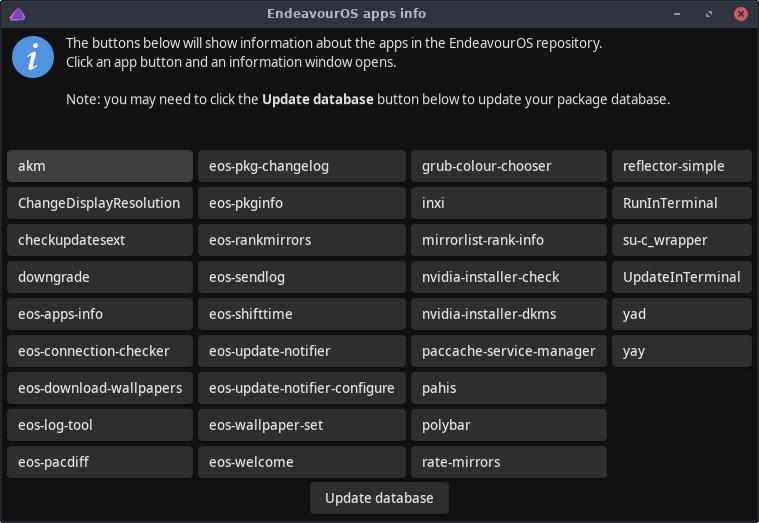 EndeavourOS apps info
The buttons below will show information about the apps in the EndeavourOS repository.
Click an app button and an information window opens.
Note: you may need to click the Update database button below to update your package database.
akm
ChangeDisplayResolution
checkupdatesext
downgrade
eos-apps-info
eos-connection-checker
eos-download-wallpapers
eos-log-tool
eos-pacdiff
eos-pkg-changelog
eos-pkginfo
eos-rankmirrors
eos-sendlog
eos-shifttime
eos-update-notifier
eos-update-notifier-configure
eos-wallpaper-set
eos-welcome
grub-colour-chooser
inxi
mirrorlist-rank-info
nvidia-installer-check
nvidia-installer-dkms
paccache-service-manager
pahis
polybar
rate-mirrors
reflector-simple
RunInTerminal
su-c_wrapper
UpdateInTerminal
yad
yay
Update database